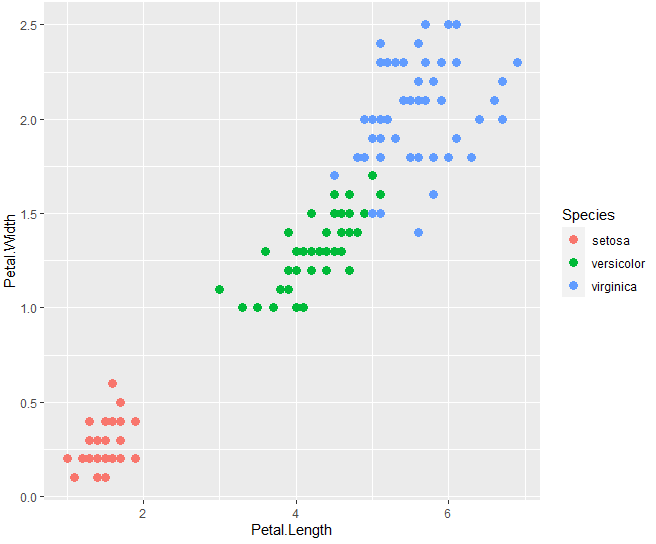 Petal.Width
2.5
2.0
1.5
1.0
0.5
0.0
2 4 6
Petal.Length
Species
setosa
versicolor
virginica